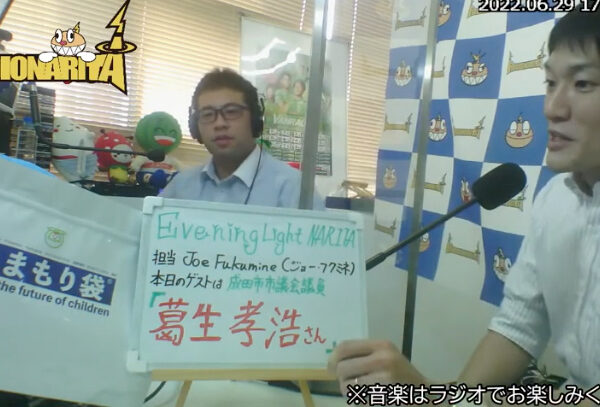 2022.06.29 17
IONARIYA
Evening Light NARITA
担当 Joe Fukumine (ジョー・フクミネ)
本日のゲストは 成田市市議会議員
「葛生孝浩さん」
まもり袋
the future of children
※音楽はラジオでお楽しみく